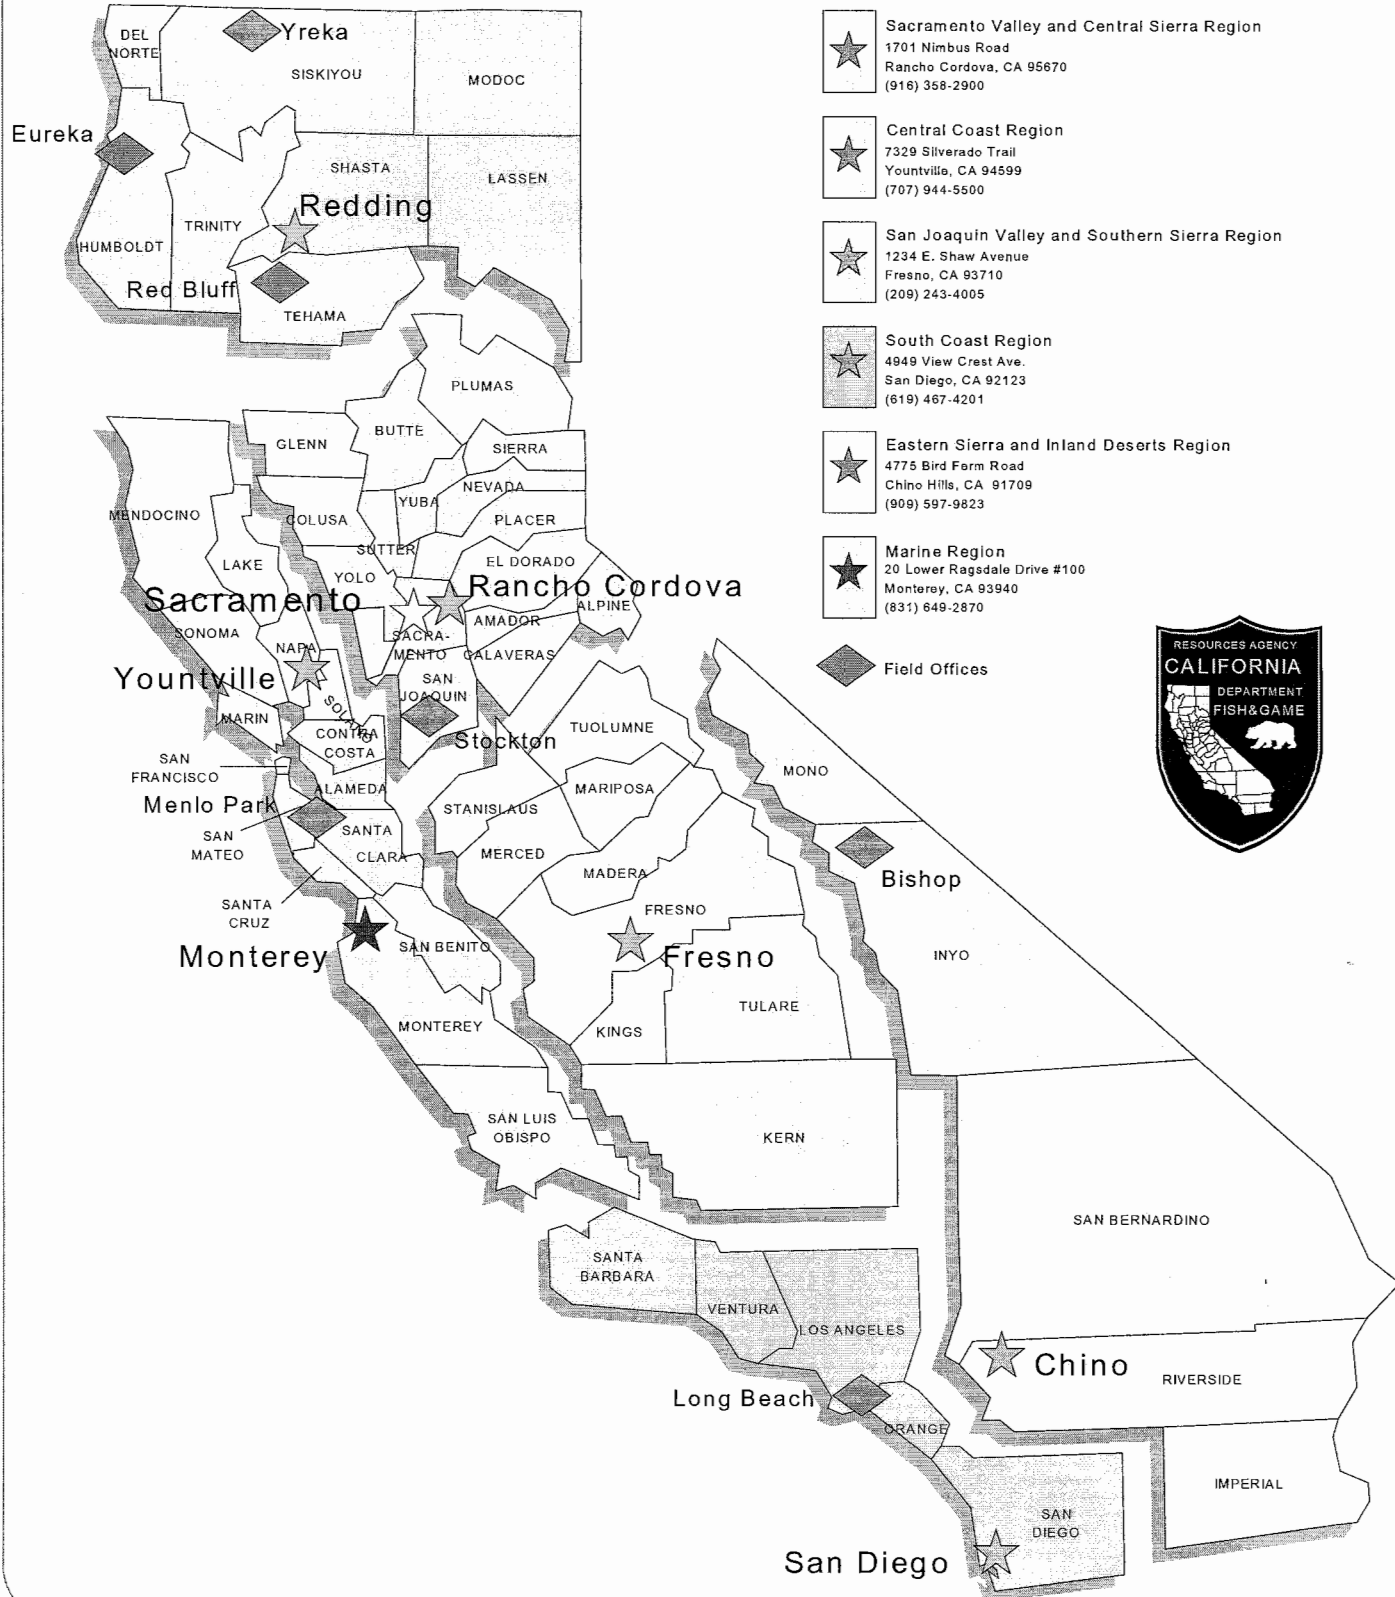 Sacramento Valley and Central Sierra Region
1701 Nimbus Road
Rancho Cordova, CA 95670
(916) 358-2900
Central Coast Region
7329 Silverado Trail
Yountville, CA 94599
(707) 944-5500
San Joaquin Valley and Southern Sierra Region
1234 E. Shaw Avenue
Fresno, CA 93710
(209) 243-4005
South Coast Region
4949 View Crest Ave.
San Diego, CA 92123
(619) 467-4201
Eastern Sierra and Inland Deserts Region
4775 Bird Farm Road
Chino Hills, CA 91709
(909) 597-9823
Marine Region
20 Lower Ragsdale Drive #100
Monterey, CA 93940
(831) 649-2870
Field Offices
RESOURCES AGENCY
CALIFORNIA
DEPARTMENT
FISH&GAME
DEL
NORTE
Yreka
SISKIYOU
MODOC
Eureka
SHASTA
LASSEN
Redding
TRINITY
HUMBOLDT
Red Bluff
TEHAMA
PLUMAS
BUTTE
GLENN
SIERRA
NEVADA
YUBA
MENDOCINO
COLUSA
PLACER
SUTTER
LAKE
EL DORADO
YOLO
Rancho Cordova
Sacramento
ALPINE
AMADOR
SONOMA
SACRA-
MENTO
NAPA
CALAVERAS
Yountville
SAN
JOAQUIN
SOLANO
MARIN
CONTRA
COSTA
Stockton
TUOLUMNE
SAN
FRANCISCO
MONO
ALAMEDA
MARIPOSA
Menlo Park
STANISLAUS
SAN
MATEO
SANTA
CLARA
MERCED
MADERA
Bishop
SANTA
CRUZ
FRESNO
Monterey
SAN BENITO
Fresno
INYO
TULARE
MONTEREY
KINGS
SAN LUIS
OBISPO
KERN
SAN BERNARDINO
SANTA
BARBARA
VENTURA
LOS ANGELES
Chino
RIVERSIDE
Long Beach
ORANGE
IMPERIAL
SAN
DIEGO
San Diego